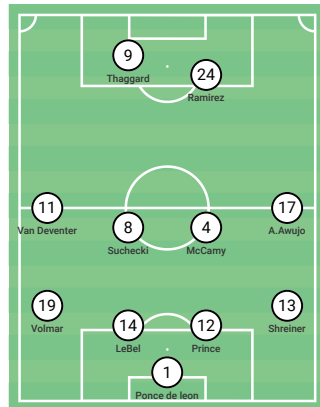 9
Thaggard
24
Ramirez
11
Van Deventer
17
A.Awujo
8
Suchecki
4
McCamy
19
Volmar
13
Shreiner
14
LeBel
12
Prince
1
Ponce de leon